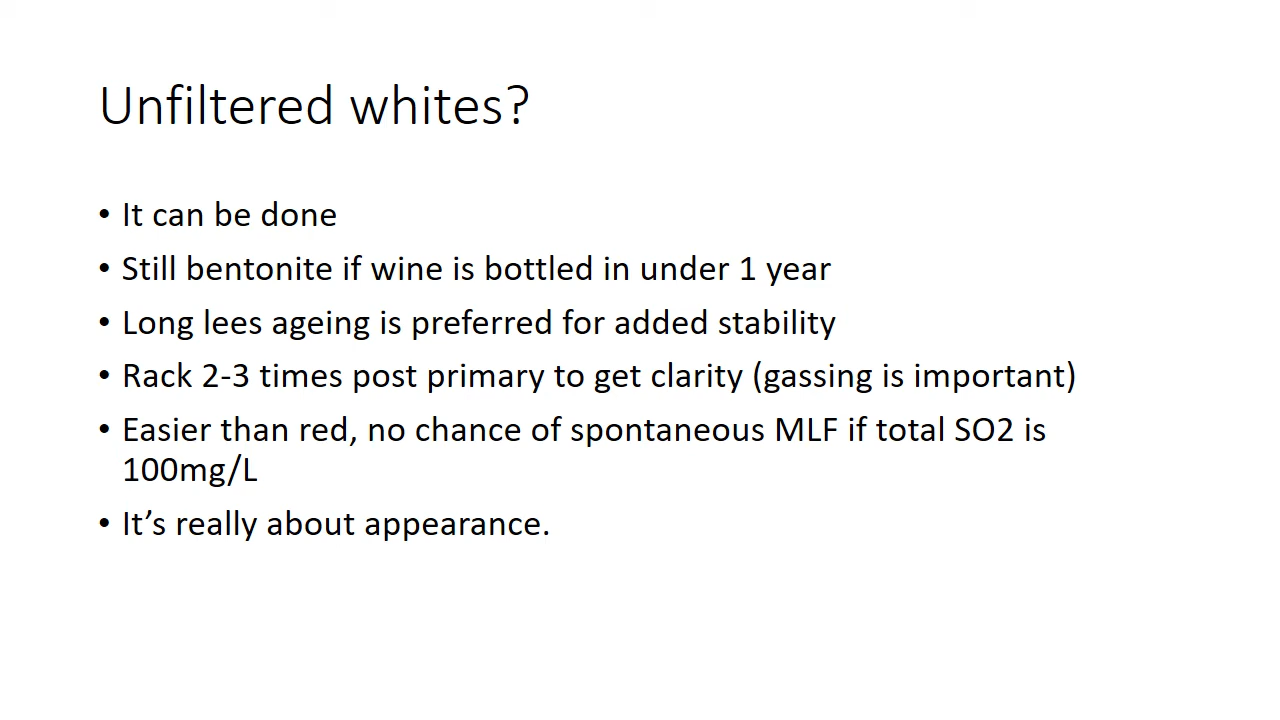 Unfiltered whites?
• It can be done
• Still bentonite if wine is bottled in under 1 year
• Long lees ageing is preferred for added stability
• Rack 2-3 times post primary to get clarity (gassing is important)
• Easier than red, no chance of spontaneous MLF if total SO2 is
100mg/L
• It’s really about appearance.